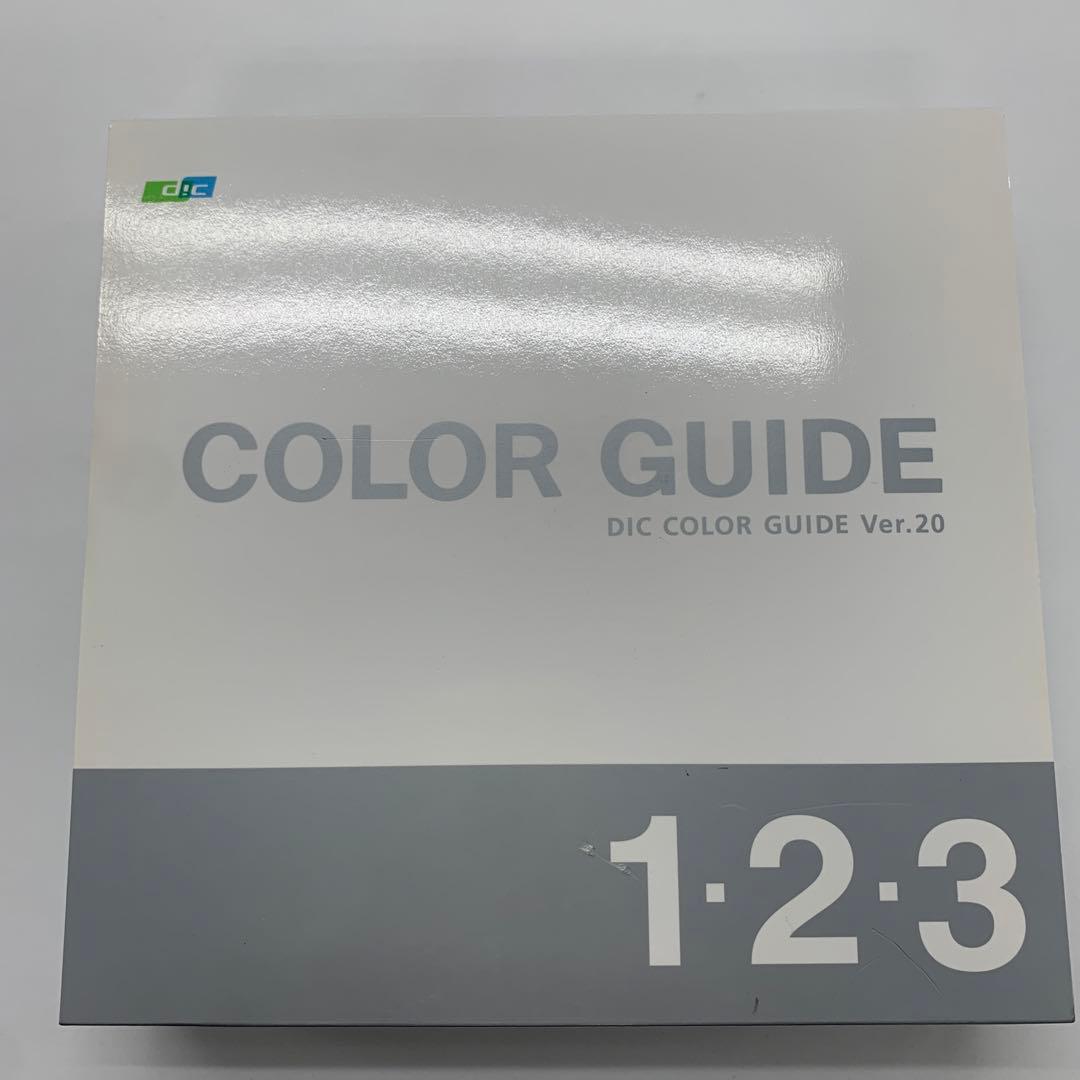 dic
COLOR GUIDE
DIC COLOR GUIDE Ver.20
1·2·3